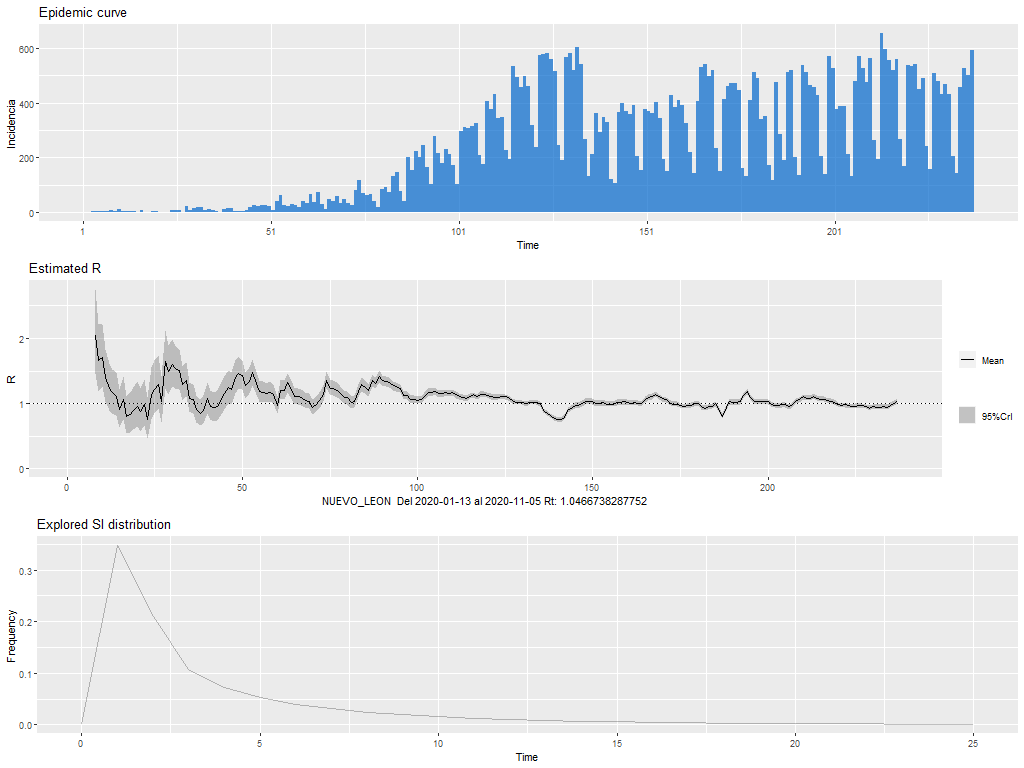 Epidemic curve
600
400
200
0
Incidencia
1
51
101
151
201
Time
Estimated R
2
1
0
R
0
50
100
150
200
NUEVO_LEON Del 2020-01-13 al 2020-11-05 Rt: 1.0466738287752
Mean
95%CrI
Explored SI distribution
0.3
0.2
0.1
0.0
Frequency
0
5
10
15
20
25
Time